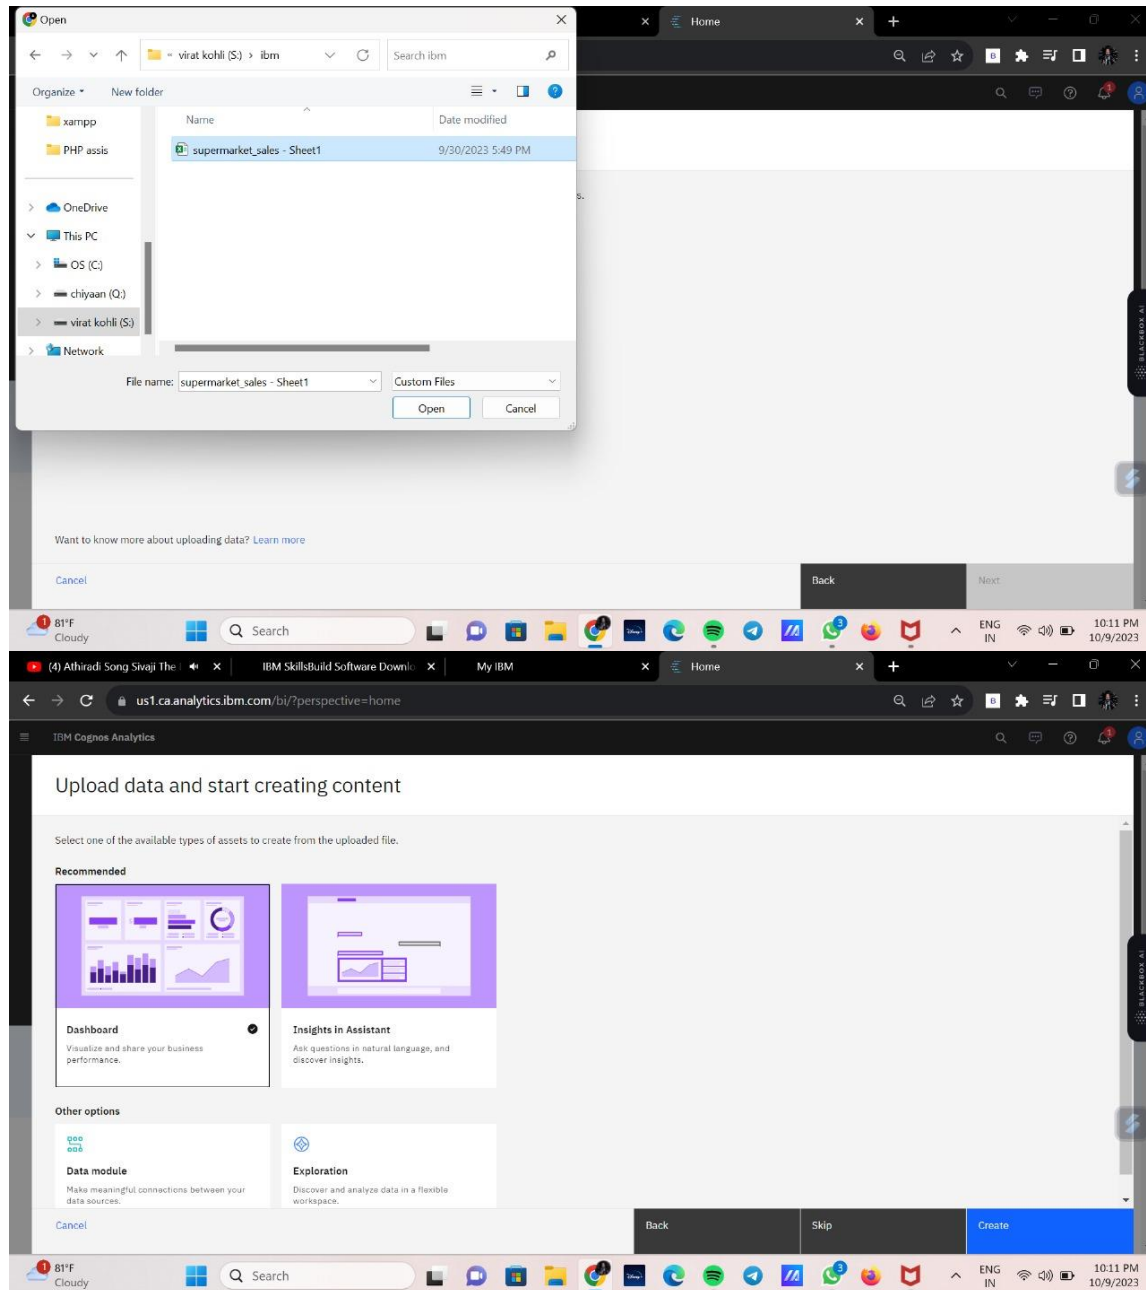 Open
Home
virat kohli (S:) › ibm
Search ibm
Organize
New folder
Name
Date modified
xampp
PHP assis
supermarket_sales - Sheet1
9/30/2023 5:49 PM
s.
OneDrive
This PC
OS (C:)
chiyaan (Q:)
virat kohli (S:)
Network
File name:
supermarket_sales - Sheet1
Custom Files
Open
Cancel
BLACKBOX AI
Want to know more about uploading data? Learn more
Cancel
Back
Next
1
81°F
Cloudy
Search
3
ENG
IN
10:11 PM
10/9/2023
(4) Athiradi Song Sivaji The
IBM SkillsBuild Software Downlo
My IBM
Home
us1.ca.analytics.ibm.com/bi/?perspective=home
IBM Cognos Analytics
Upload data and start creating content
Select one of the available types of assets to create from the uploaded file.
Recommended
Dashboard
Visualize and share your business
performance.
Insights in Assistant
Ask questions in natural language, and
discover insights.
BLACKBOX AI
Other options
Data module
Make meaningful connections between your
data sources.
Exploration
Discover and analyze data in a flexible
workspace.
Cancel
Back
Skip
Create
1
81°F
Cloudy
Search
3
ENG
IN
10:11 PM
10/9/2023